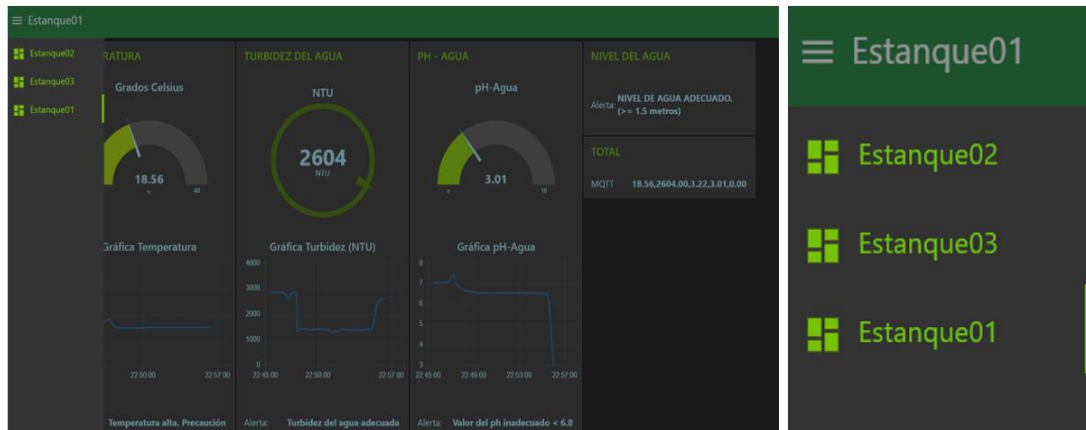 Estanque01
Estanque02
Estanque03
Estanque01
RATURA
Grados Celsius
18.56
°C
40
Gráfica Temperatura
22:50:00
22:57:00
Temperatura alta. Precaución
TURBIDEZ DEL AGUA
NTU
2604
NTU
Gráfica Turbidez (NTU)
4000
3000
2000
1000
0
22:45:00
22:50:00
22:57:00
Alerta: Turbidez del agua adecuada
PH - AGUA
pH-Agua
3.01
0
10
Gráfica pH-Agua
8
7
6
5
4
3
22:45:00
22:49:00
22:53:00
22:57:00
Alerta: Valor del ph inadecuado < 6.8
NIVEL DEL AGUA
Alerta: NIVEL DE AGUA ADECUADO.
(>= 1.5 metros)
TOTAL
MQTT 18.56,2604.00,3.22,3.01,0.00
Estanque01
Estanque02
Estanque03
Estanque01